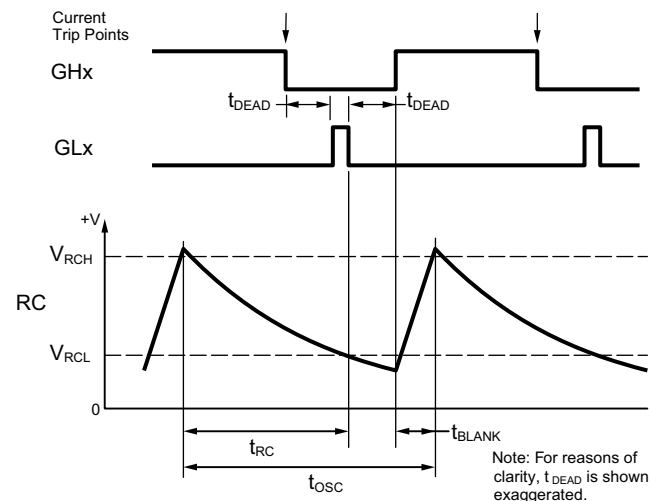 Current
Trip Points
GHx
tDEAD
tDEAD
GLx
+V
VRCH
RC
VRCL
0
tRC
tBLANK
tOSC
Note: For reasons of
clarity, tDEAD is shown
exagerated.